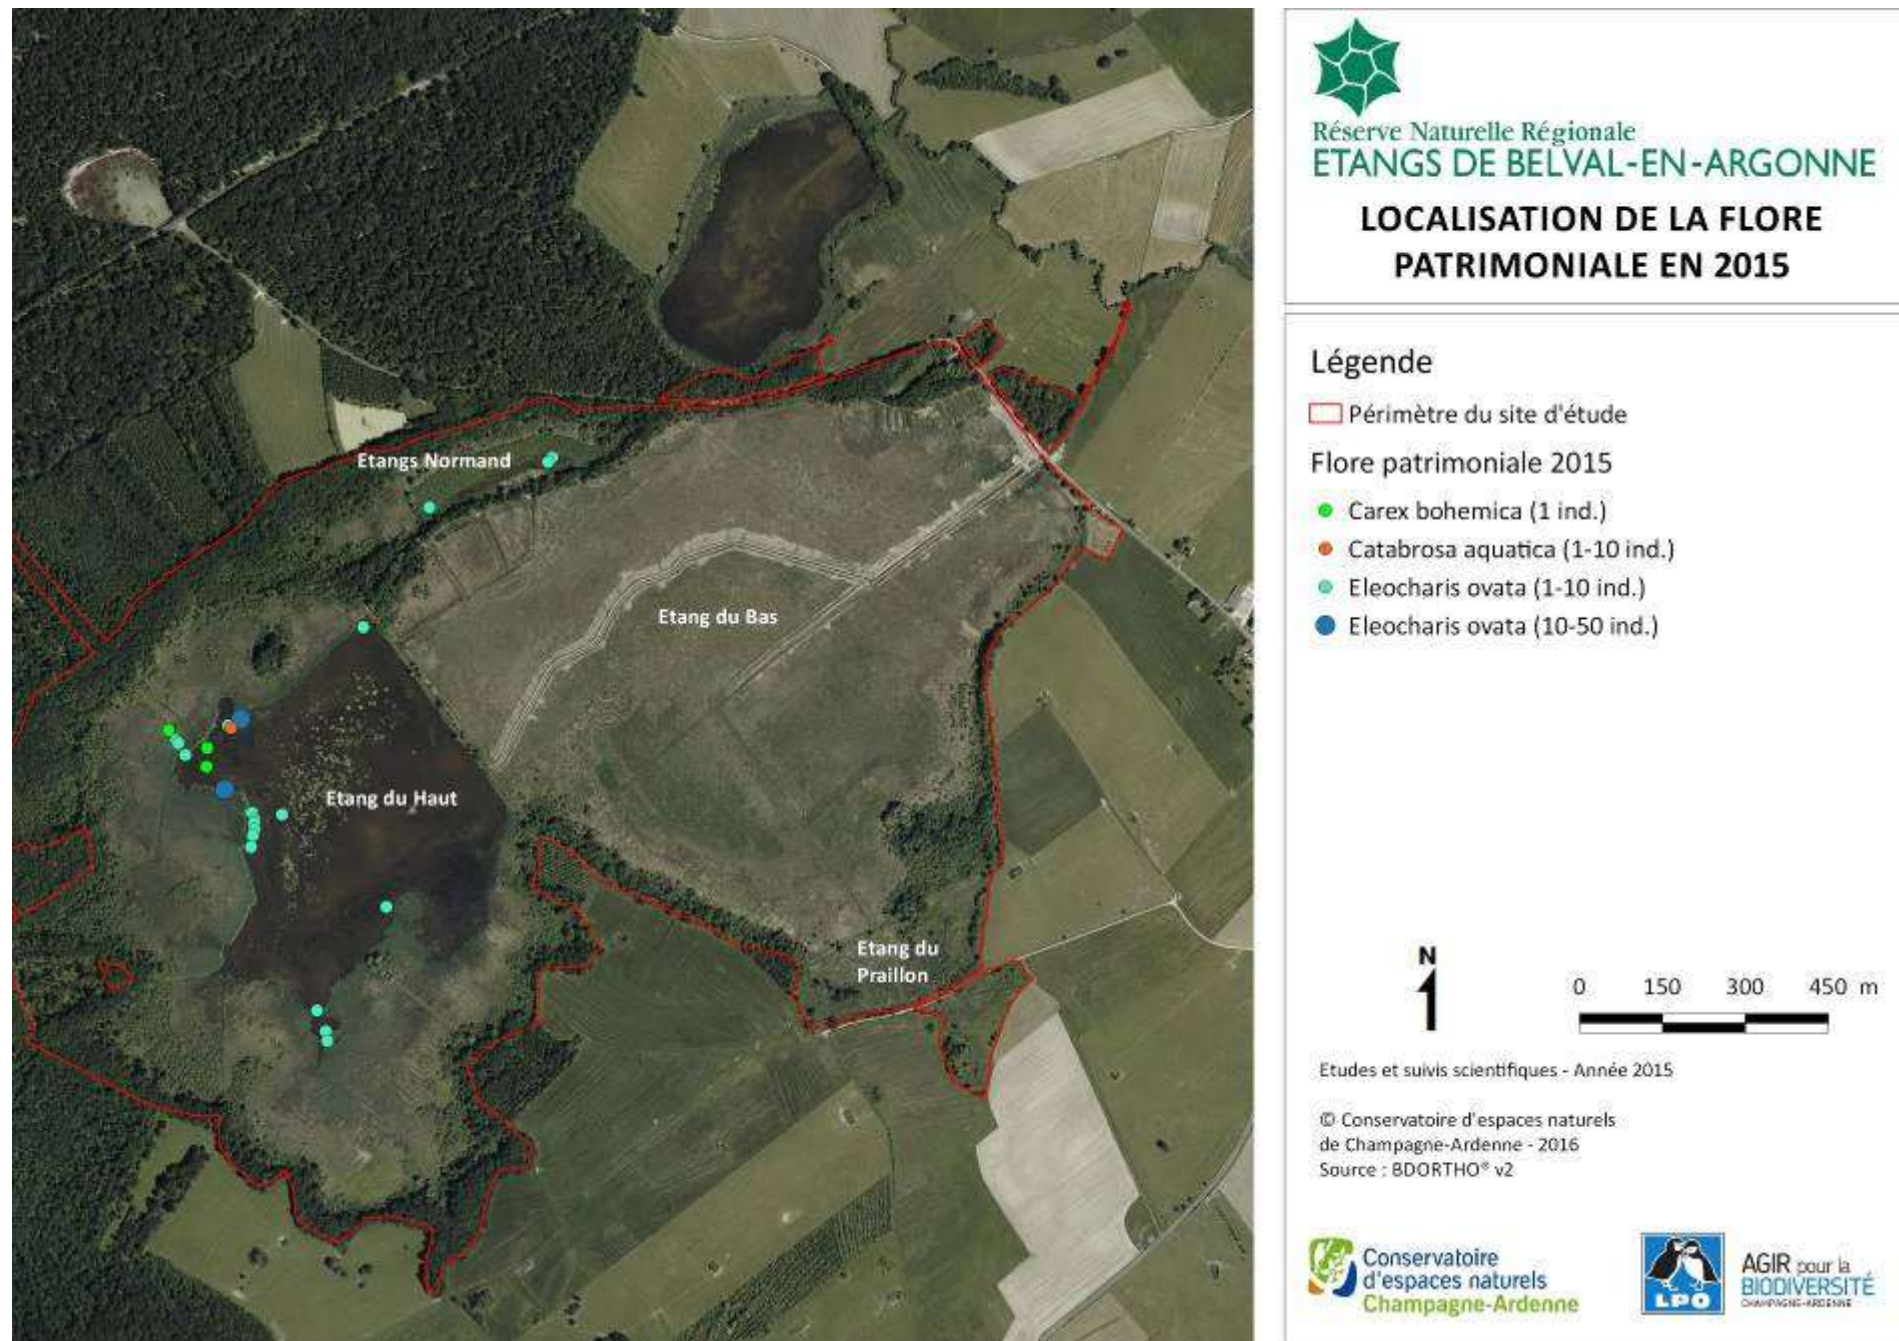 Réserve Naturelle Régionale
ETANGS DE BELVAL-EN-ARGONNE
LOCALISATION DE LA FLORE
PATRIMONIALE EN 2015
Légende
Périmètre du site d'étude
Flore patrimoniale 2015
Carex bohemica (1 ind.)
Catabrosa aquatica (1-10 ind.)
Eleocharis ovata (1-10 ind.)
Eleocharis ovata (10-50 ind.)
Etangs Normand
Etang du Bas
Etang du Haut
Etang du
Praillon
N
0 150 300 450 m
Etudes et suivis scientifiques - Année 2015
© Conservatoire d'espaces naturels
de Champagne-Ardenne - 2016
Source : BDORTHO® v2
Conservatoire
d'espaces naturels
Champagne-Ardenne
LPO
AGIR pour la
BIODIVERSITÉ
CHAMPAGNE-ARDENNE